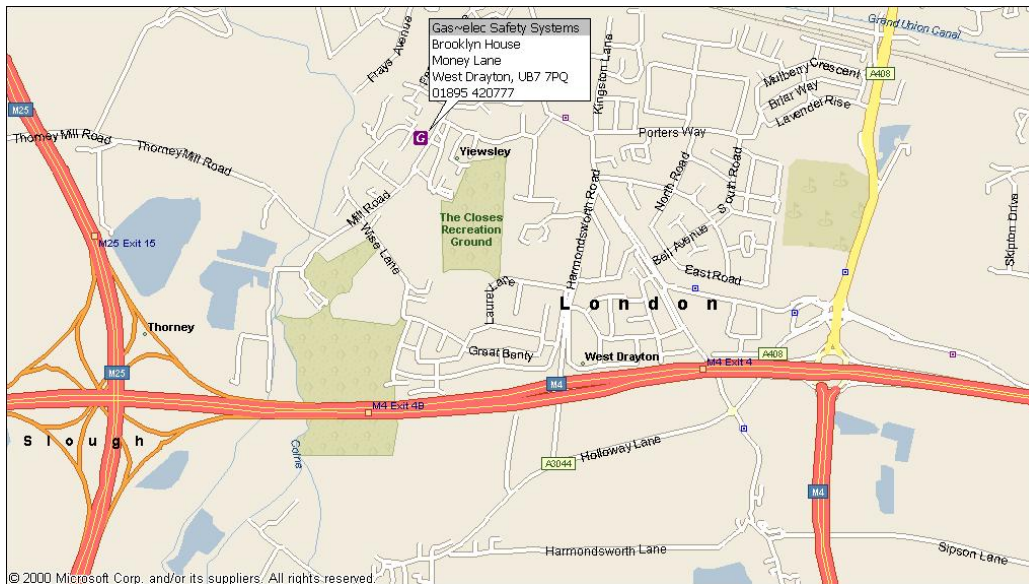 Gas~elec Safety Systems
Brooklyn House
Money Lane
West Drayton, UB7 7PQ
01895 420777
Grand Union Canal
Frays Avenue
Kingston Lane
A408
Mulberry Crescent
Briar Way
Lavender Rise
M25
Thorney Mill Road
Thorney Mill Road
G
Yiewsley
Porters Way
Mill Road
The Closes
Recreation
Ground
Harmondsworth Road
North Road
South Road
Skipton Drive
M25 Exit 15
Wise Lane
Bell Avenue
East Road
Laurel Lane
London
Thorney
Great Banty
West Drayton
A408
M4 Exit 4
M25
M4
M4 Exit 4B
Slough
Colne
A3044
Holloway Lane
M4
Harmondsworth Lane
Sipson Lane
© 2000 Microsoft Corp. and/or its suppliers. All rights reserved.